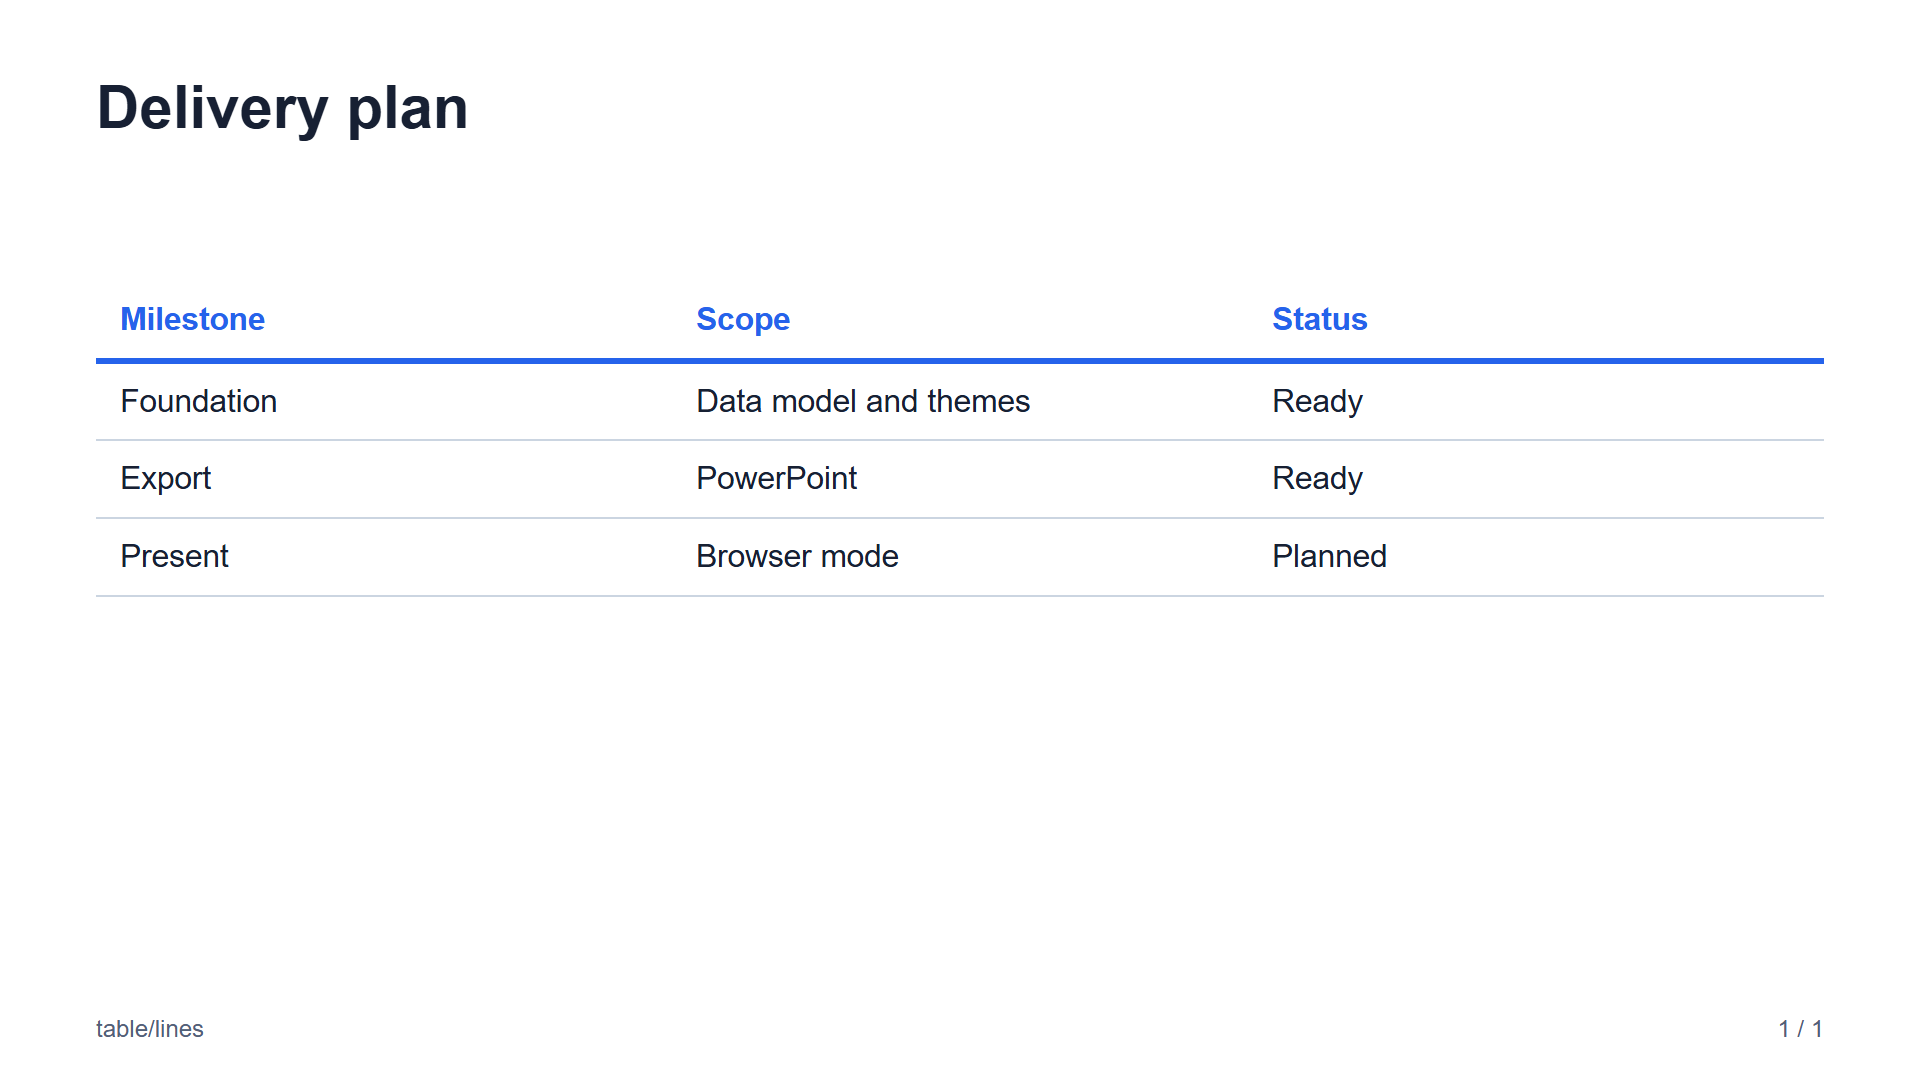 Delivery plan
Milestone Scope Status
Foundation Data model and themes Ready
Export PowerPoint Ready
Present Browser mode Planned
table/lines 1 / 1